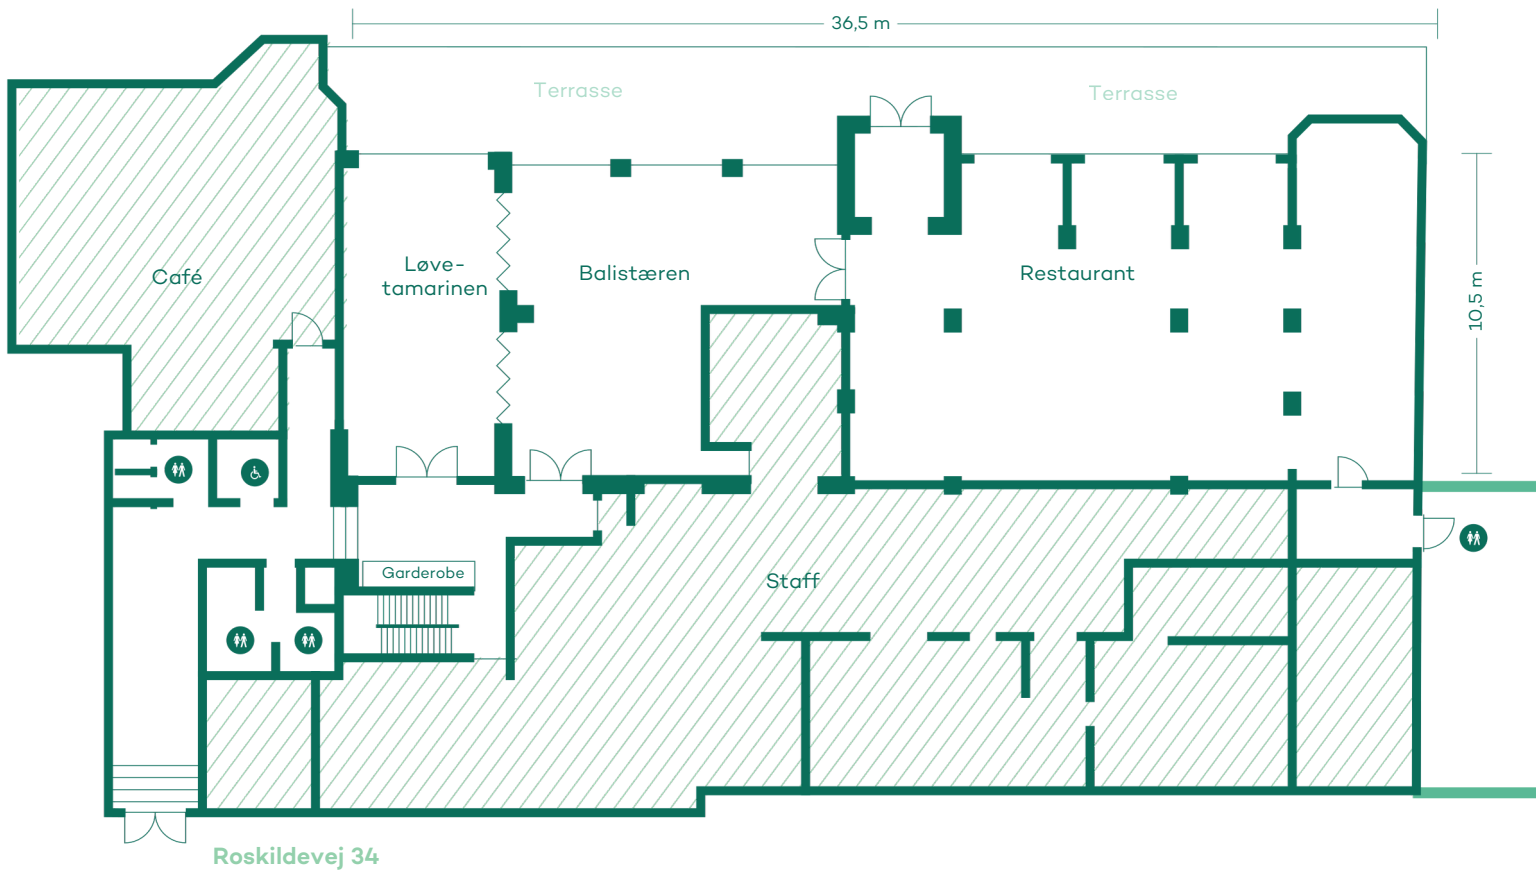 36,5 m
Terrasse
Terrasse
Café
Løve-
tamarinen
Balistæren
Restaurant
10,5 m
Garderobe
Staff
Roskildevej 34